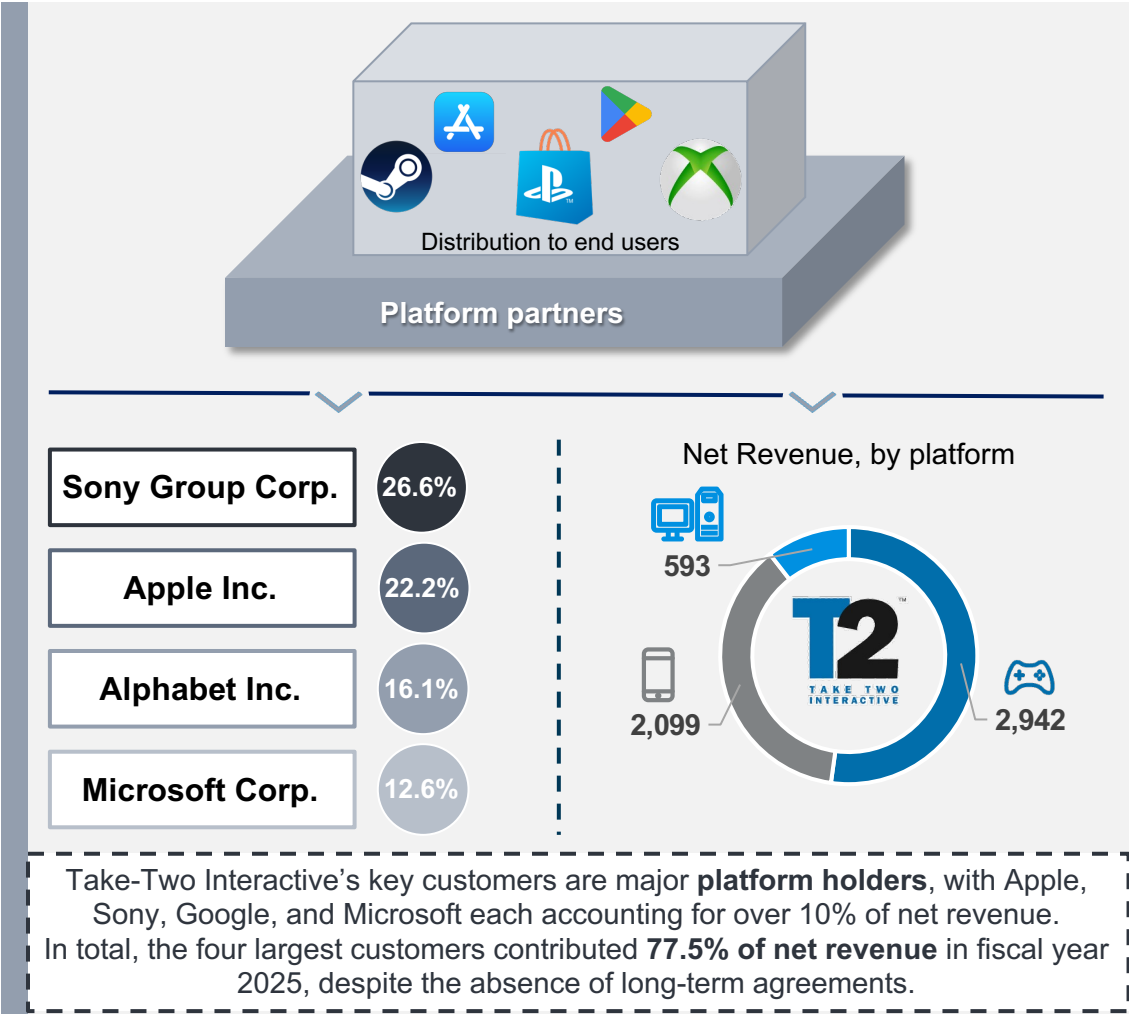 Distribution to end users
Platform partners
Sony Group Corp.
26.6%
Apple Inc.
22.2%
Alphabet Inc.
16.1%
Microsoft Corp.
12.6%
Net Revenue, by platform
593
2,099
2,942
T2™
TAKE TWO
INTERACTIVE
Take-Two Interactive’s key customers are major platform holders, with Apple,
Sony, Google, and Microsoft each accounting for over 10% of net revenue.
In total, the four largest customers contributed 77.5% of net revenue in fiscal year
2025, despite the absence of long-term agreements.